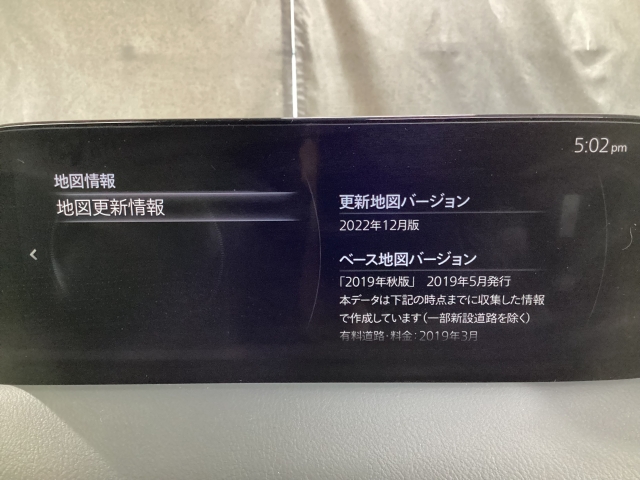 5:02 pm
地図情報
地図更新情報
更新地図バージョン
2022年12月版
ベース地図バージョン
「2019年秋版」 2019年5月発行
本データは下記の時点までに収集した情報
で作成しています(一部新設道路を除く)
有料道路・料金:2019年3月